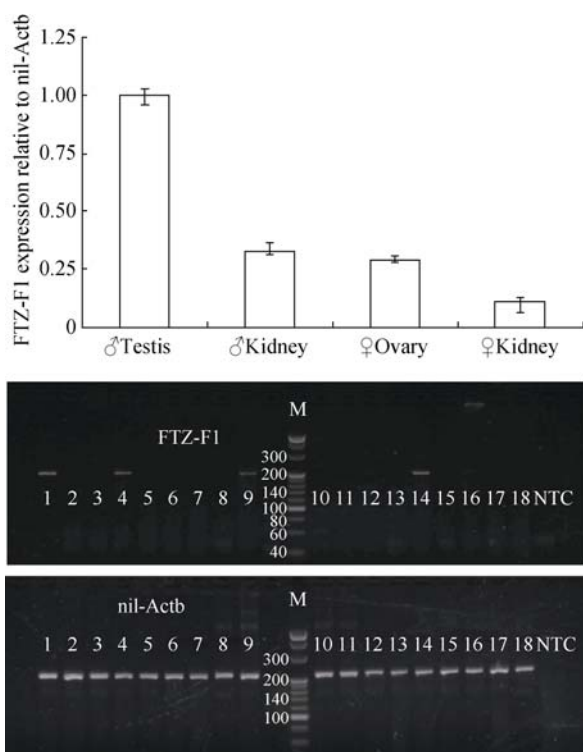 FTZ-F1 expression relative to nil-Actb
1.25
1.00
0.75
0.50
0.25
0
♂Testis ♂Kidney ♀Ovary ♀Kidney
M
FTZ-F1
300
200
140
100
80
60
40
1 2 3 4 5 6 7 8 9 10 11 12 13 14 15 16 17 18 NTC
M
nil-Actb
1 2 3 4 5 6 7 8 9 10 11 12 13 14 15 16 17 18 NTC
300
200
140
100